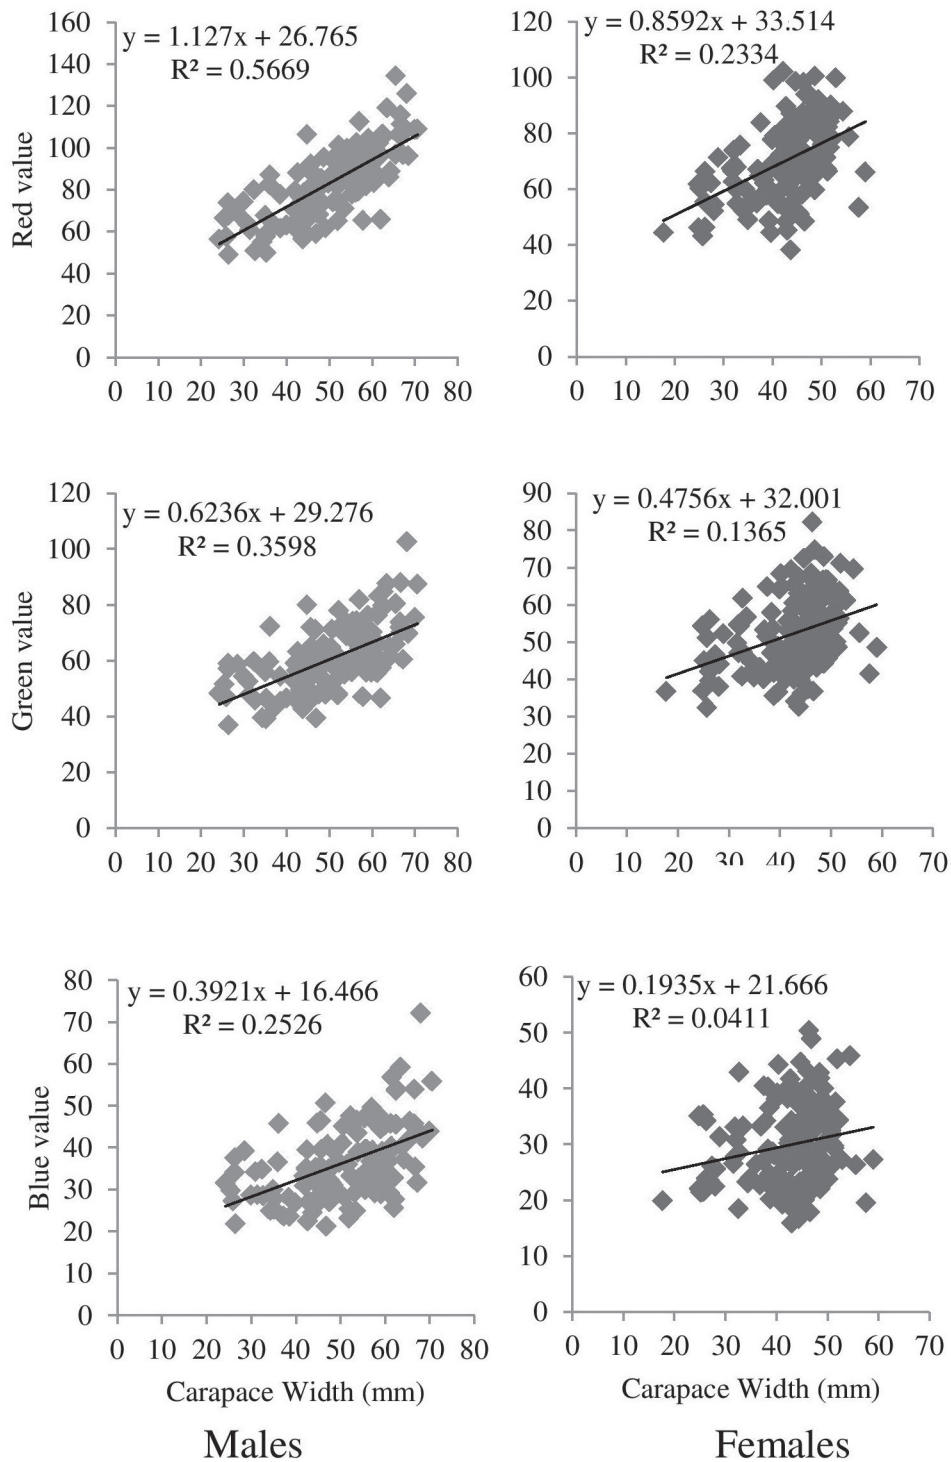 y = 1.127x + 26.765
R² = 0.5669
160
140
120
100
80
60
40
20
0
Red value
0 10 20 30 40 50 60 70 80
y = 0.8592x + 33.514
R² = 0.2334
120
100
80
60
40
20
0
0 10 20 30 40 50 60 70
y = 0.6236x + 29.276
R² = 0.3598
120
100
80
60
40
20
0
Green value
0 10 20 30 40 50 60 70 80
y = 0.4756x + 32.001
R² = 0.1365
90
80
70
60
50
40
30
20
10
0
0 10 20 30 40 50 60 70
y = 0.3921x + 16.466
R² = 0.2526
80
70
60
50
40
30
20
10
0
Blue value
0 10 20 30 40 50 60 70 80
Carapace Width (mm)
Males
y = 0.1935x + 21.666
R² = 0.0411
60
50
40
30
20
10
0
0 10 20 30 40 50 60 70
Carapace Width (mm)
Females